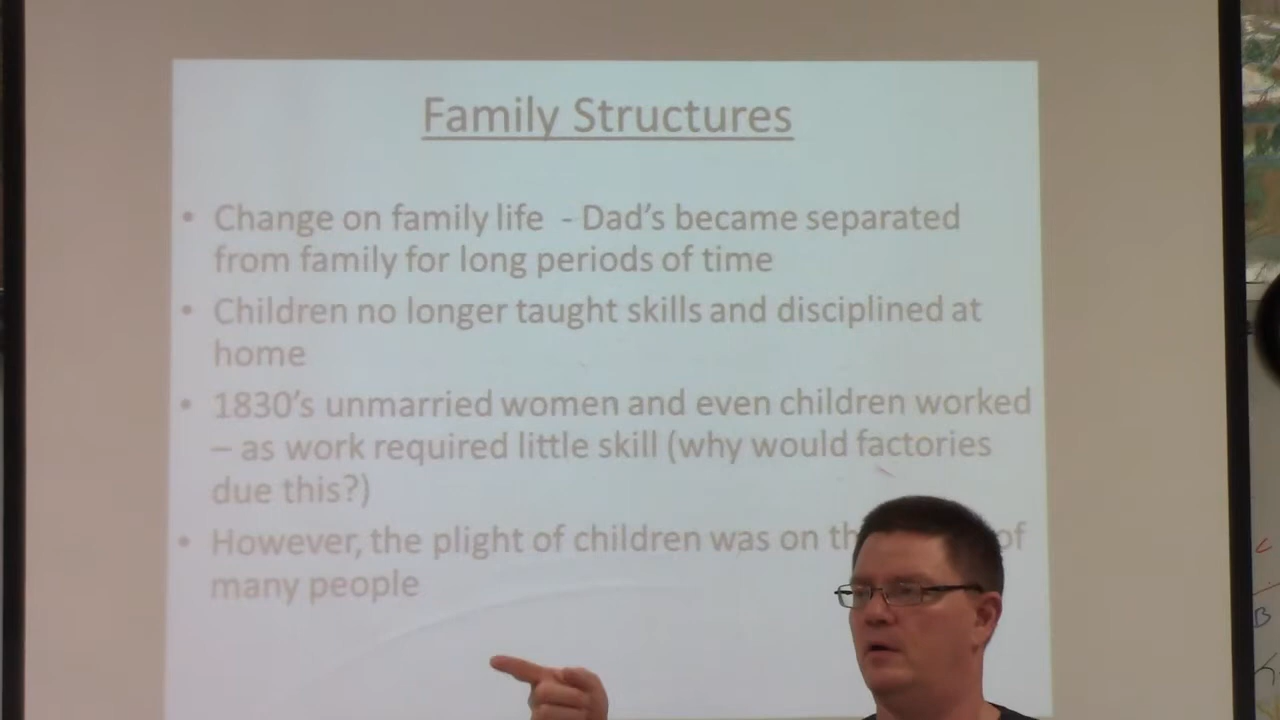 Family Structures
• Change on family life - Dad's became separated
from family for long periods of time
• Children no longer taught skills and disciplined at
home
• 1830's unmarried women and even children worked
– as work required little skill (why would factories
due this?)
• However, the plight of children was on of
many people
B